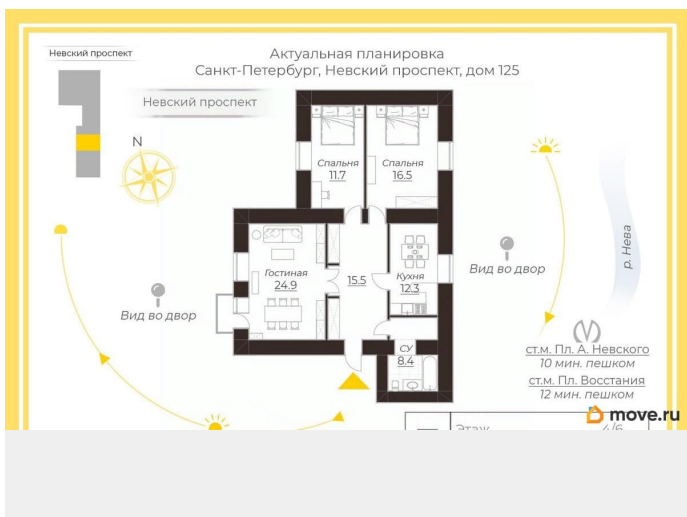 Невский проспект
Актуальная планировка
Санкт-Петербург, Невский проспект, дом 125
Невский проспект
N
Спальня
11.7
Спальня
16.5
Гостиная
24.9
15.5
Кухня
12.3
СУ
8.4
Вид во двор
Вид во двор
р. Нева
ст.м. Пл. А. Невского
10 мин. пешком
ст.м. Пл. Восстания
12 мин. пешком
move.ru
Этаж 4/6